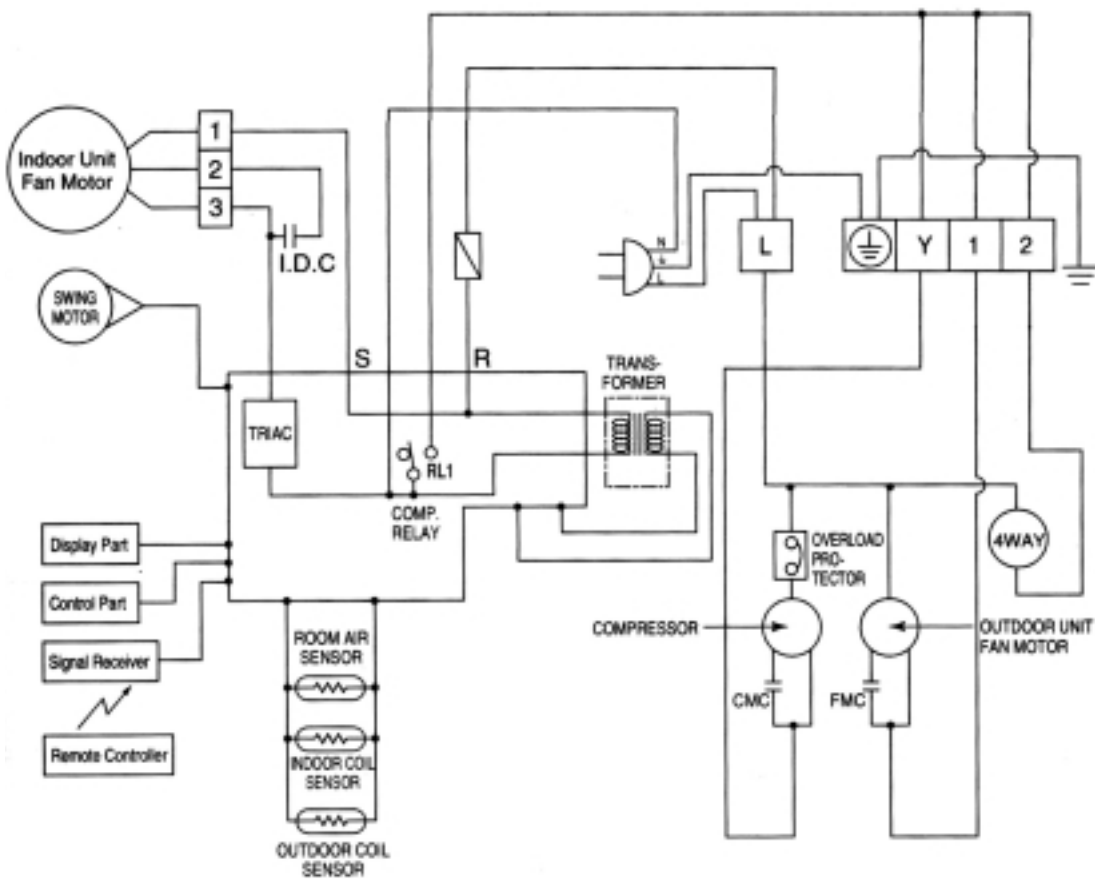 1
Indoor Unit
Fan Motor
2
3
I.D.C
N
L
L
Y
1
2
SWING
MOTOR
S
R
TRANS-
FORMER
TRIAC
RL1
COMP.
RELAY
Display Part
Control Part
Signal Receiver
Remote Controller
ROOM AIR
SENSOR
INDOOR COIL
SENSOR
OUTDOOR COIL
SENSOR
OVERLOAD
PRO-
TECTOR
4WAY
COMPRESSOR
OUTDOOR UNIT
FAN MOTOR
CMC
FMC